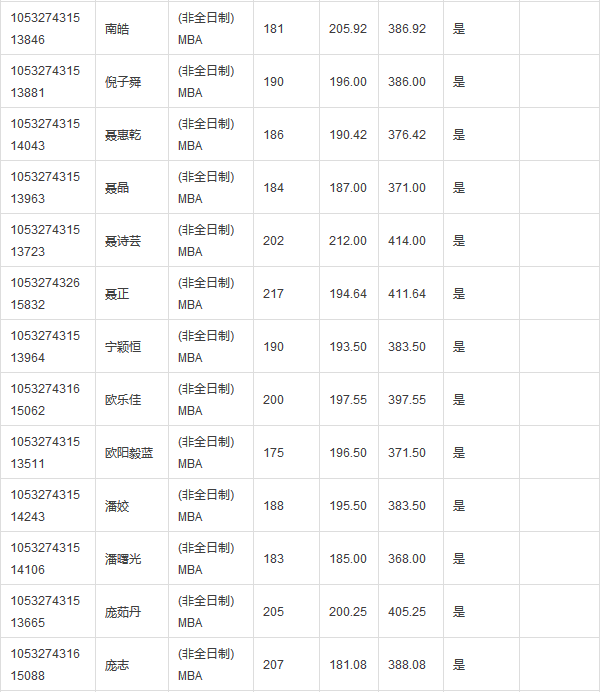 1053274315 (非全日制)
南皓 181 205.92 386.92 是
13846 MBA
1053274315 (非全日制)
倪子舜 190 196.00 386.00 是
13881 MBA
1053274315 (非全日制)
聂惠乾 186 190.42 376.42 是
14043 MBA
1053274315 (非全日制)
聂晶 184 187.00 371.00 是
13963 MBA
1053274315 (非全日制)
聂诗芸 202 212.00 414.00 是
13723 MBA
1053274326 (非全日制)
聂正 217 194.64 411.64 是
15832 MBA
1053274315 (非全日制)
宁颖恒 190 193.50 383.50 是
13964 MBA
1053274316 (非全日制)
欧乐佳 200 197.55 397.55 是
15062 MBA
1053274315 (非全日制)
欧阳毅蓝 175 196.50 371.50 是
13511 MBA
1053274315 (非全日制)
潘姣 188 195.50 383.50 是
14243 MBA
1053274315 (非全日制)
潘曙光 183 185.00 368.00 是
14106 MBA
1053274315 (非全日制)
庞茹丹 205 200.25 405.25 是
13665 MBA
1053274316 (非全日制)
庞志 207 181.08 388.08 是
15088 MBA